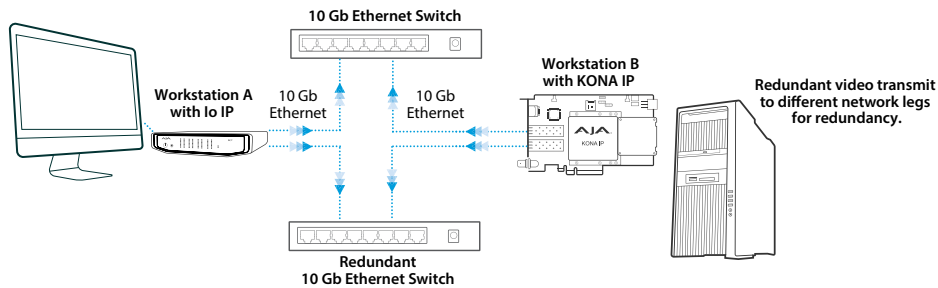 10 Gb Ethernet Switch
Workstation A
with Io IP
10 Gb
Ethernet
10 Gb
Ethernet
Workstation B
with KONA IP
AJA
KONA IP
Redundant video transmit
to different network legs
for redundancy.
Redundant
10 Gb Ethernet Switch